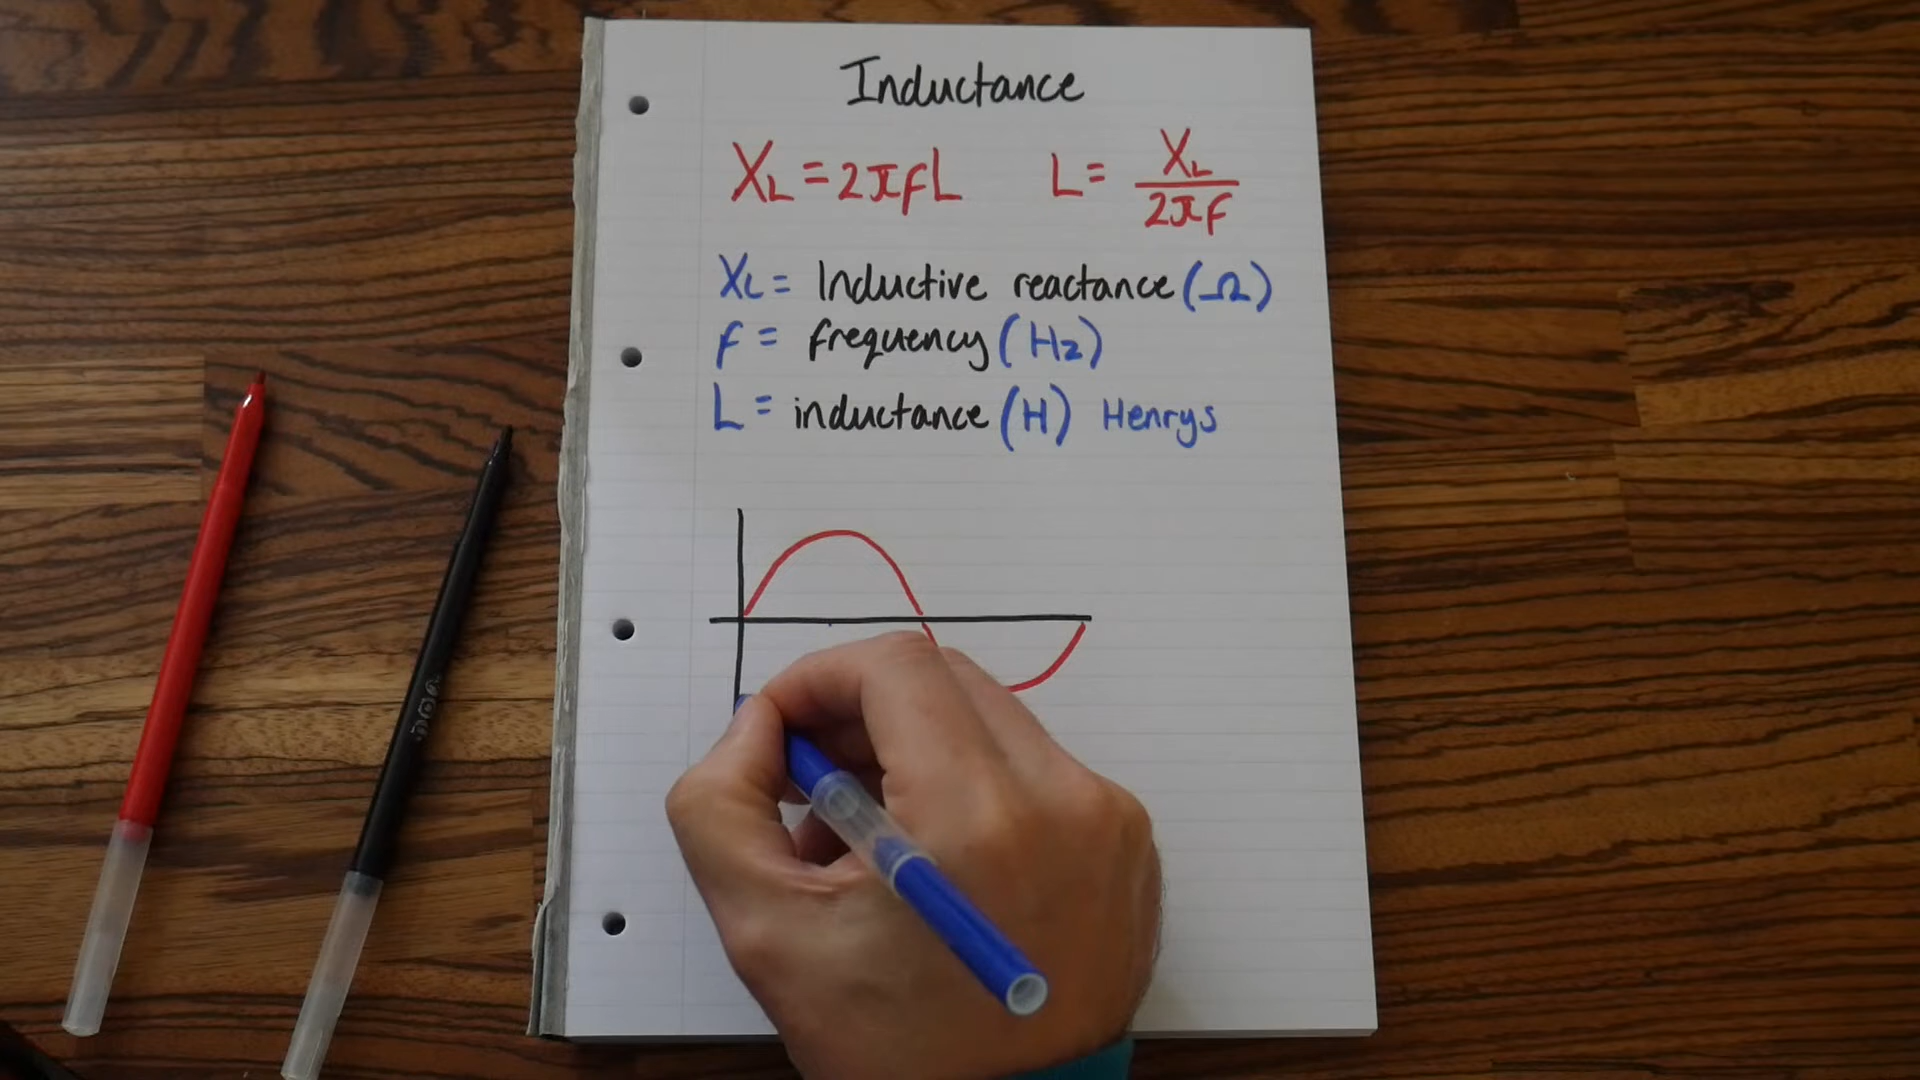 Inductance
XL = 2πfL L = XL / 2πf
XL = Inductive reactance (Ω)
f = frequency (Hz)
L = inductance (H) Henrys